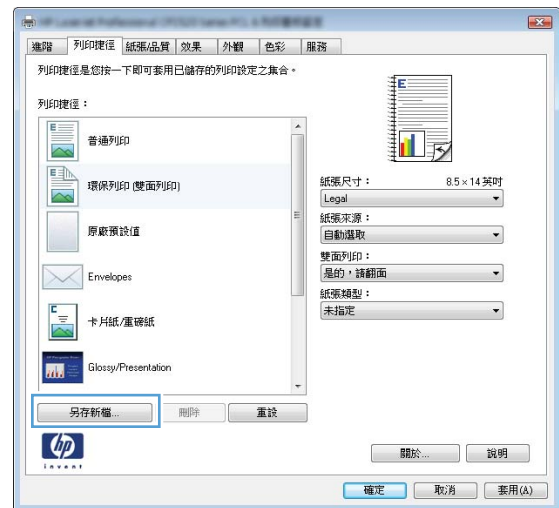 進階 列印捷徑 紙張/品質 效果 外觀 色彩 服務
列印捷徑是您按一下即可套用已儲存的列印設定之集合。
列印捷徑：
普通列印
環保列印 (雙面列印)
原廠預設值
Envelopes
卡片紙/重磅紙
Glossy/Presentation
另存新檔... 刪除 重設
紙張尺寸： 8.5 × 14 英吋
Legal
紙張來源：
自動選取
雙面列印：
是的，請翻面
紙張類型：
未指定
hp
invent
關於... 說明
確定 取消 套用(A)